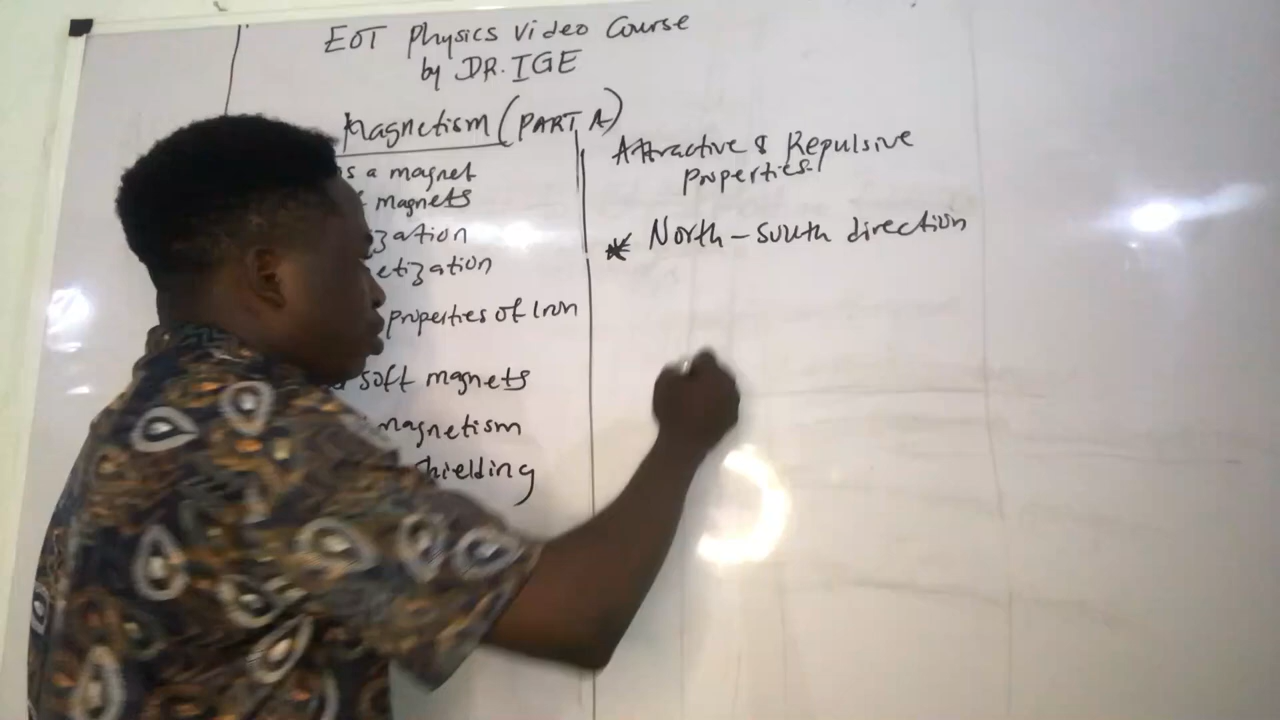 EOT Physics Video Course
by DR. IGE
Magnetism (PART A)
s a magnet
magnets
zation
etization
properties of Iron
soft magnets
magnetism
hielding
Attractive & Repulsive
properties.
* North - south direction